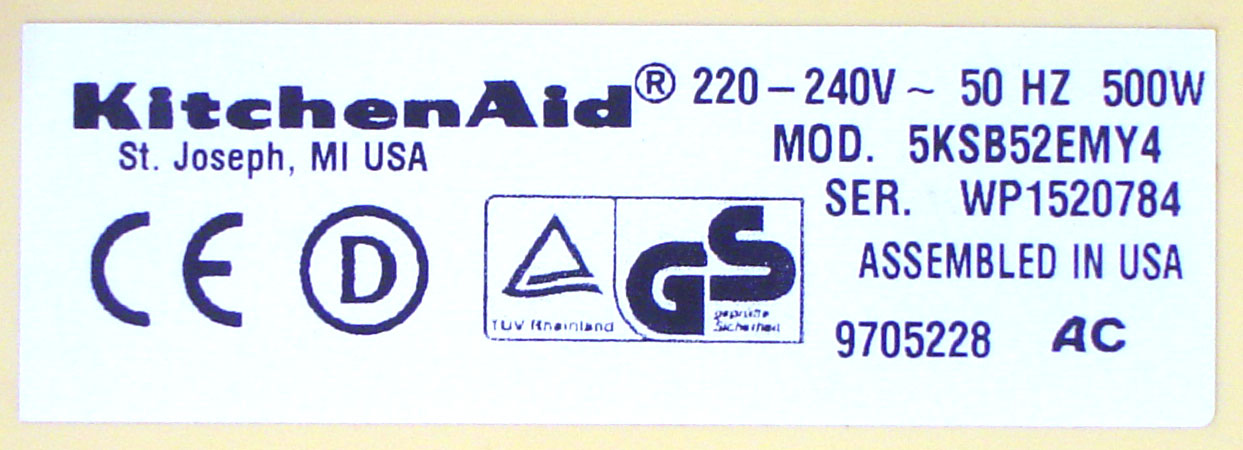 KitchenAid® 220–240V~ 50 HZ 500W
St. Joseph, MI USA
MOD. 5KSB52EMY4
SER. WP1520784
CE D
TÜV Rheinland
GS
geprüfte
Sicherheit
ASSEMBLED IN USA
9705228 AC